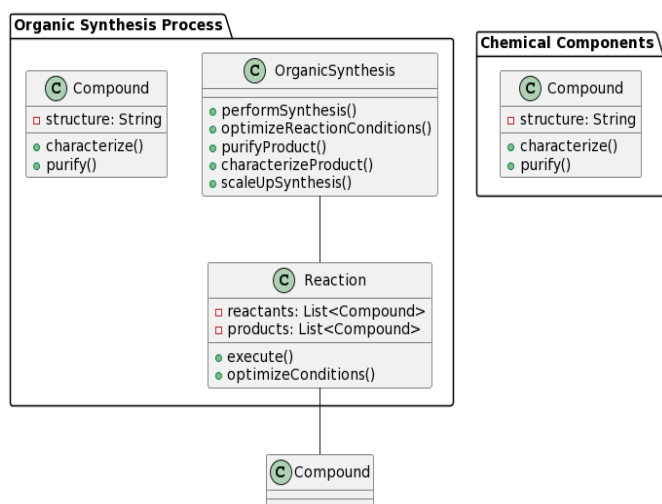 Organic Synthesis Process
C Compound
structure: String
characterize()
purify()
C OrganicSynthesis
performSynthesis()
optimizeReactionConditions()
purifyProduct()
characterizeProduct()
scaleUpSynthesis()
C Reaction
reactants: List<Compound>
products: List<Compound>
execute()
optimizeConditions()
Chemical Components
C Compound
structure: String
characterize()
purify()
C Compound